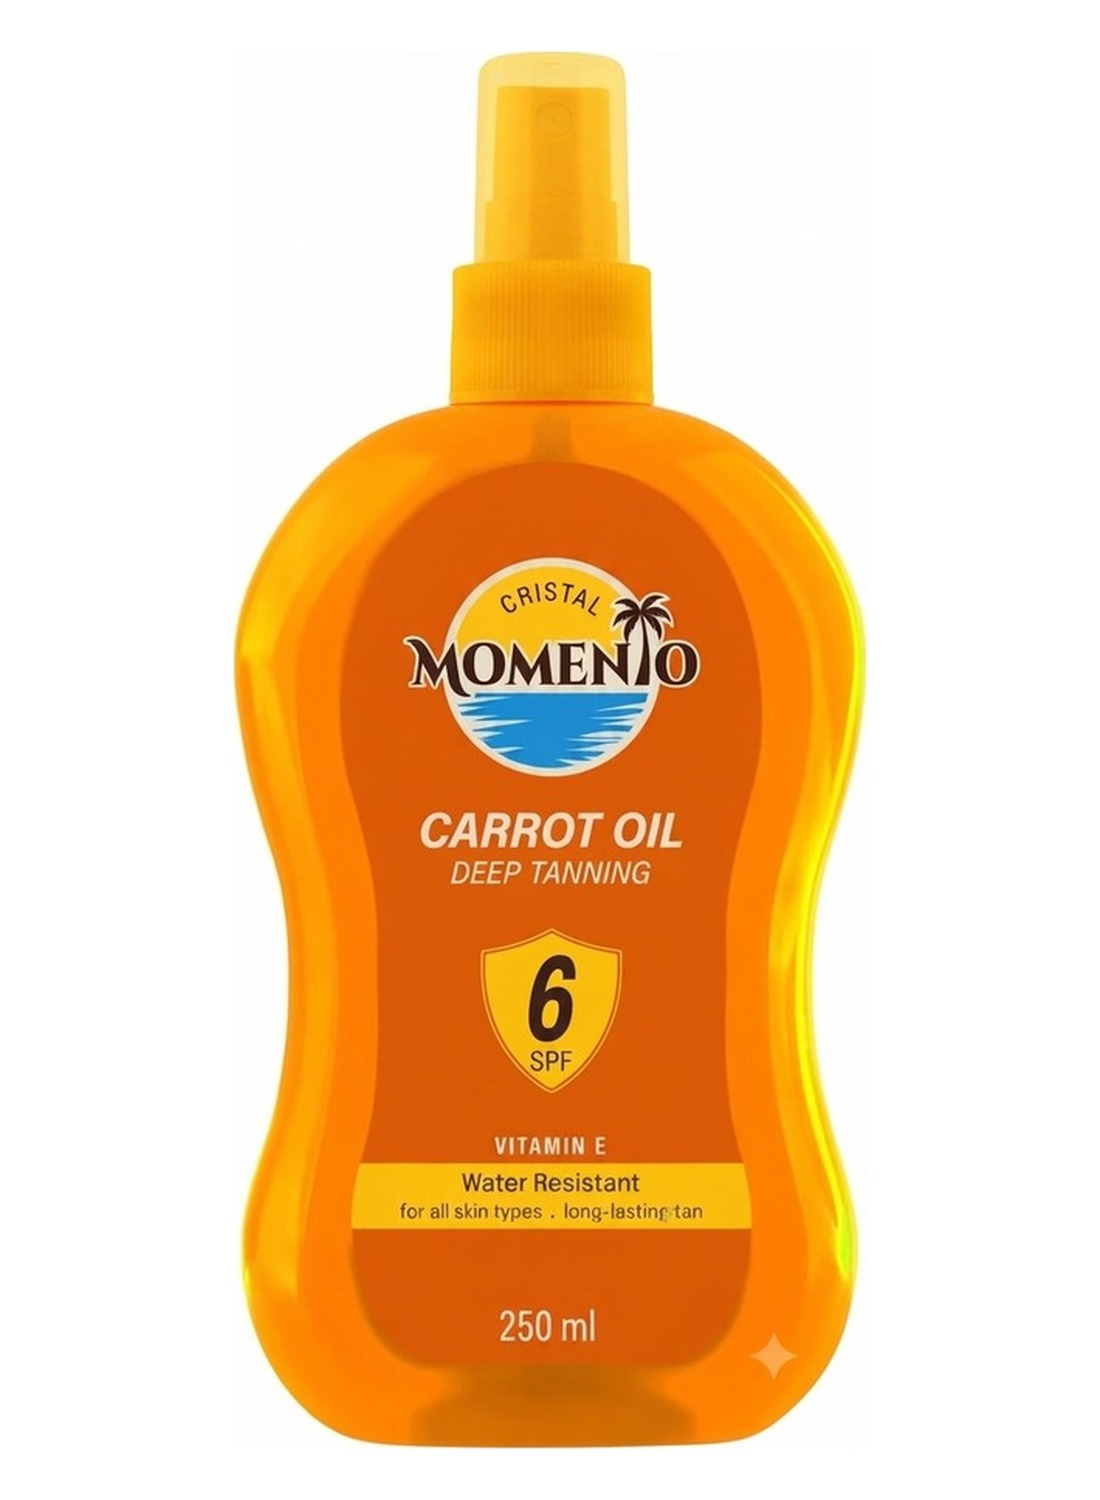 CRISTAL
MOMENTO
CARROT OIL
DEEP TANNING
6
SPF
VITAMIN E
Water Resistant
for all skin types . long-lasting tan
250 ml